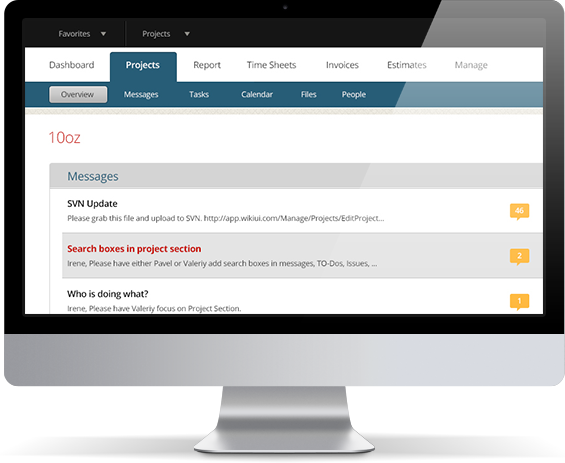 Favorites Projects
Dashboard Projects Report Time Sheets Invoices Estimates Manage
Overview Messages Tasks Calendar Files People
10oz
Messages
SVN Update
Please grab this file and upload to SVN. http://app.wikiui.com/Manage/Projects/EditProject...
46
Search boxes in project section
Irene, Please have either Pavel or Valeriy add search boxes in messages, TO-Dos, Issues, ...
2
Who is doing what?
Irene, Please have Valeriy focus on Project Section.
1